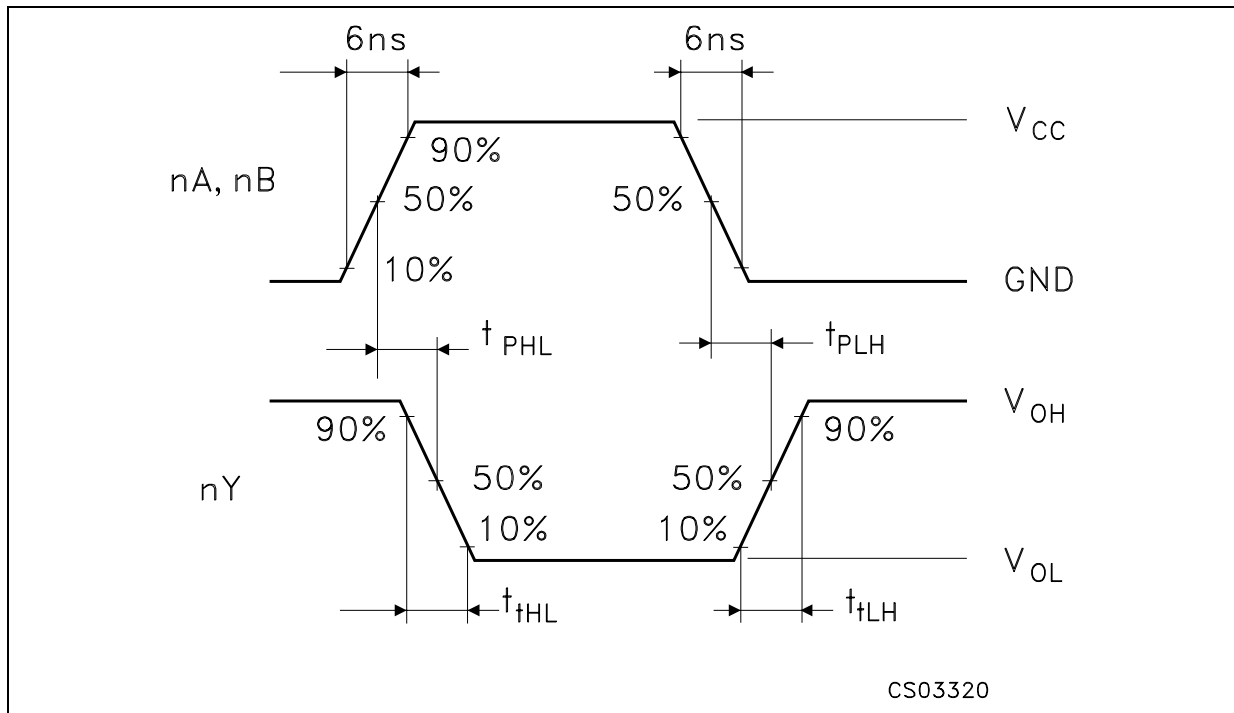 6ns 6ns
V CC
90%
nA, nB
50% 50%
10%
GND
t PHL t PLH
V OH
90% 90%
50% 50%
nY
10% 10%
V OL
t tHL t tLH
CS03320